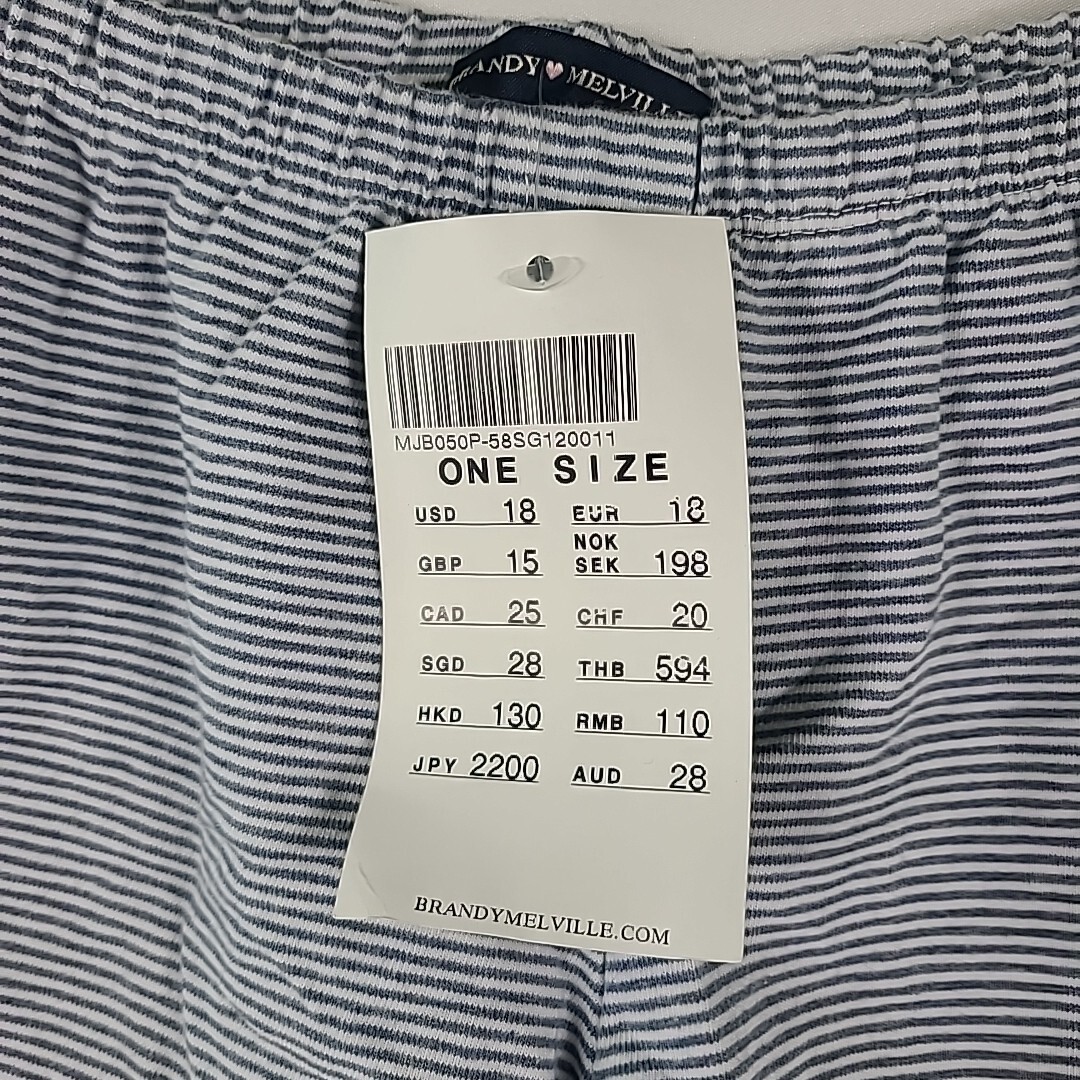 BRANDY MELVILLE
MJB050P-58SG120011
ONE SIZE
USD 18 EUR 18
NOK
GBP 15 SEK 198
CAD 25 CHF 20
SGD 28 THB 594
HKD 130 RMB 110
JPY 2200 AUD 28
BRANDYMELVILLE.COM